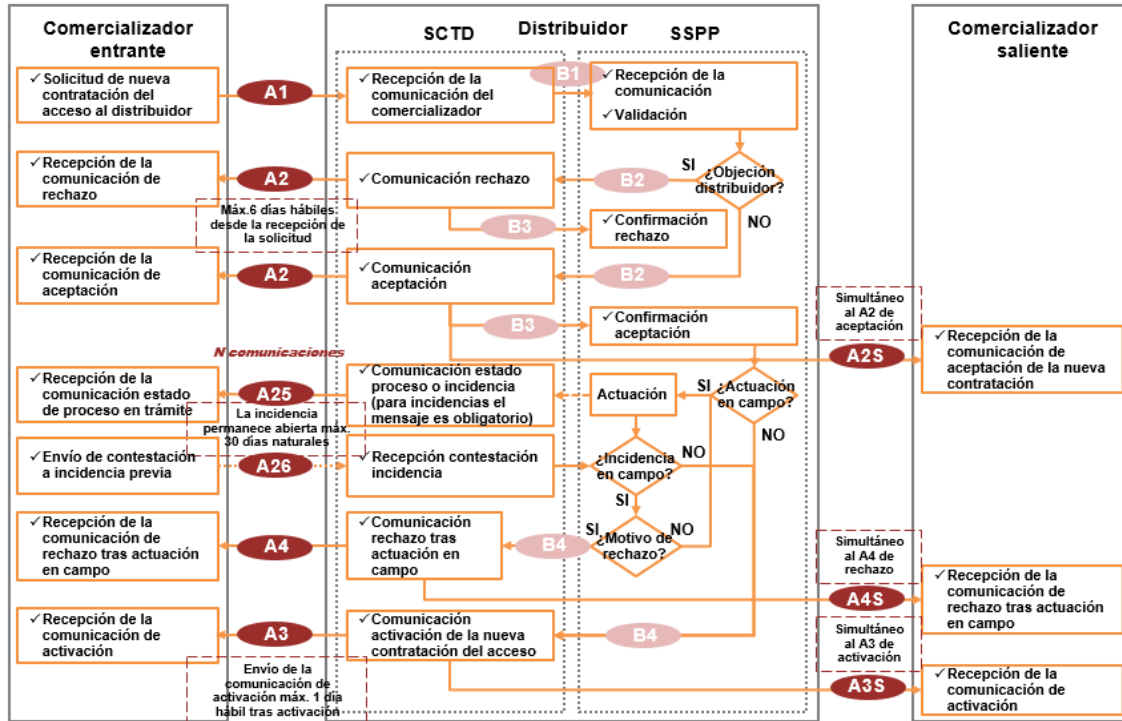 Comercializador
entrante
Distribuidor
SCTD
SSPP
Comercializador
saliente
✓ Solicitud de nueva
contratación del
acceso al distribuidor
A1
✓ Recepción de la
comunicación del
comercializador
B1
✓ Recepción de la
comunicación
✓ Validación
✓ Recepción de la
comunicación de
rechazo
A2
✓ Comunicación rechazo
B2
SI
¿Objeción
distribuidor?
NO
Máx.6 días hábiles
desde la recepción de
la solicitud
B3
✓ Confirmación
rechazo
✓ Recepción de la
comunicación de
aceptación
A2
✓ Comunicación
aceptación
B2
B3
✓ Confirmación
aceptación
Simultáneo
al A2 de
aceptación
A2S
✓ Recepción de la
comunicación de
aceptación de la nueva
contratación
N comunicaciones
✓ Recepción de la
comunicación estado
de proceso en trámite
A25
✓ Comunicación estado
proceso o incidencia
(para incidencias el
mensaje es obligatorio)
Actuación
SI
¿Actuación
en campo?
NO
La incidencia
permanece abierta máx.
30 días naturales
✓ Envío de contestación
a incidencia previa
A26
✓ Recepción contestación
incidencia
¿Incidencia
en campo?
NO
SI
✓ Recepción de la
comunicación de
rechazo tras actuación
en campo
A4
✓ Comunicación
rechazo tras
actuación en
campo
B4
SI
¿Motivo de
rechazo?
NO
Simultáneo
al A4 de
rechazo
A4S
✓ Recepción de la
comunicación de
rechazo tras actuación
en campo
✓ Recepción de la
comunicación de
activación
A3
✓ Comunicación
activación de la nueva
contratación del acceso
B4
Simultáneo
al A3 de
activación
A3S
✓ Recepción de la
comunicación de
activación
Envío de la
comunicación de
activación máx. 1 día
hábil tras activación